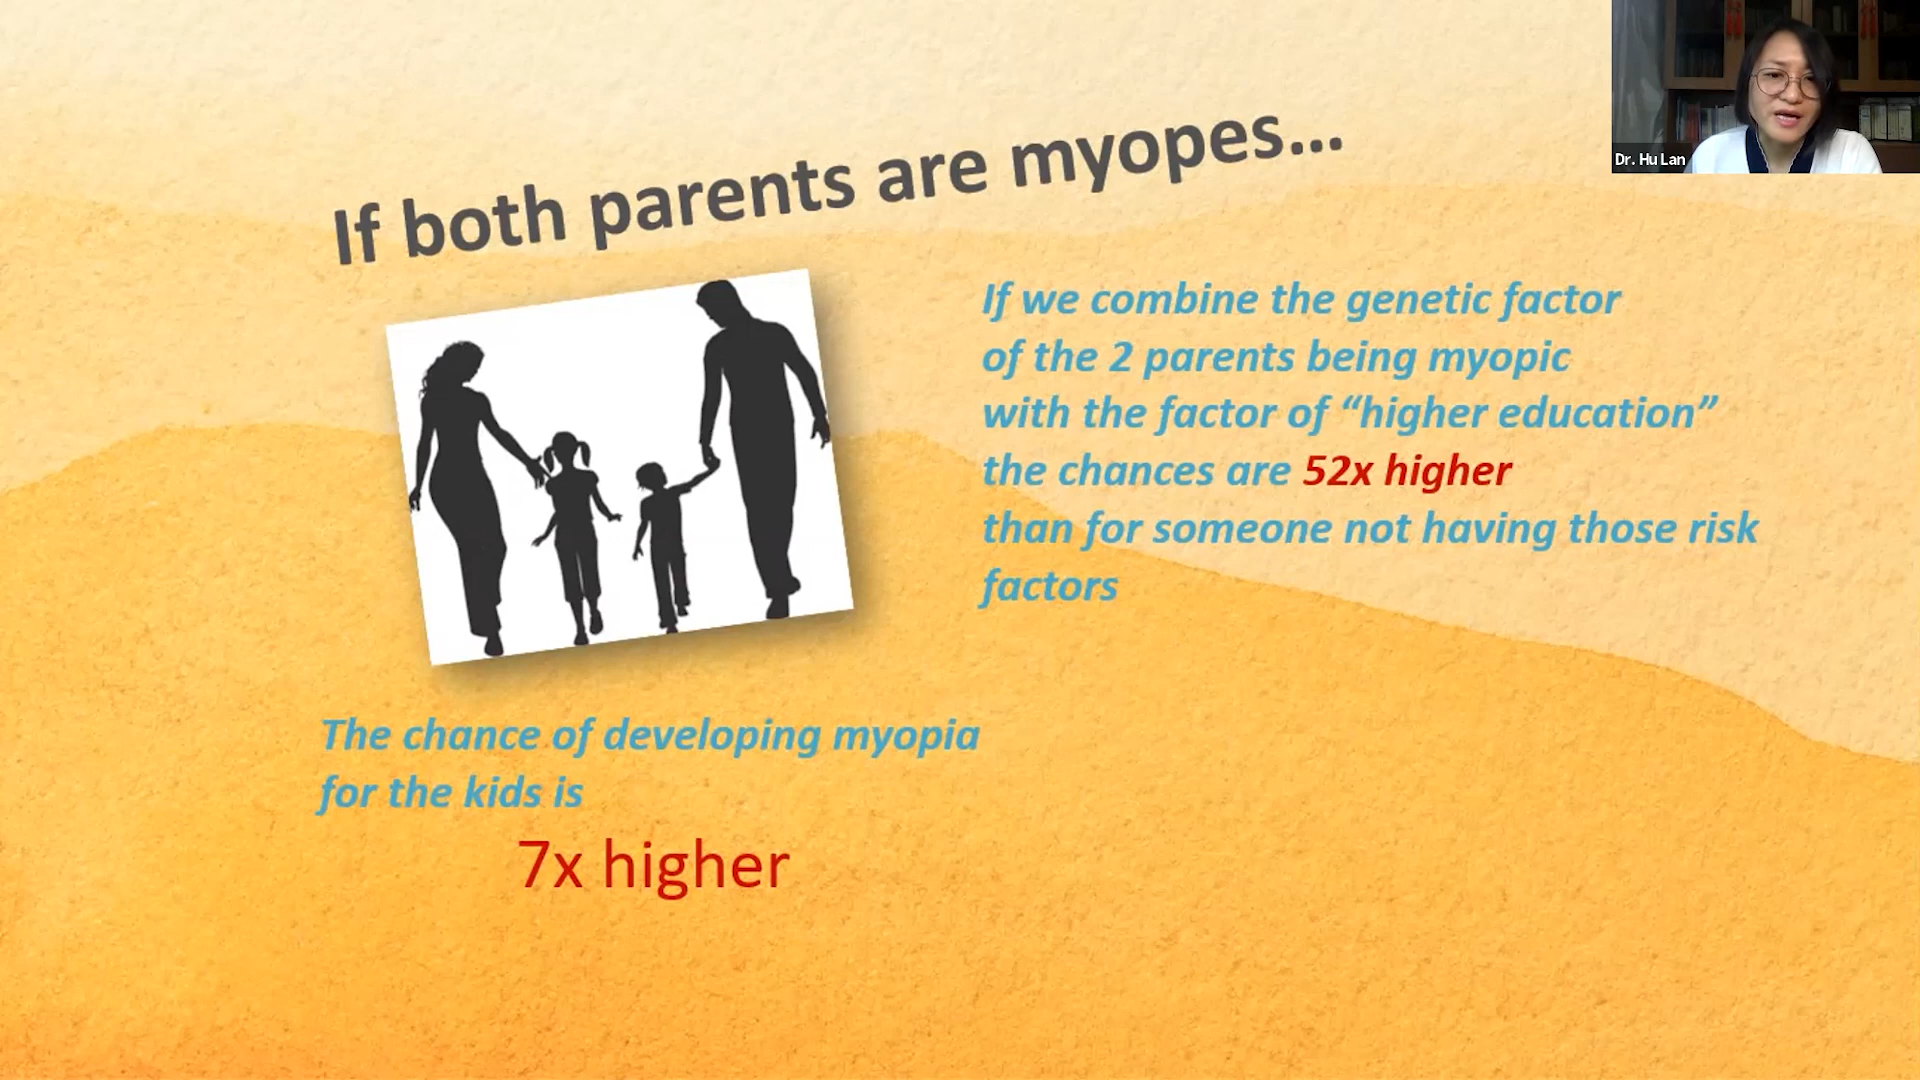 If both parents are myopes...
If we combine the genetic factor
of the 2 parents being myopic
with the factor of “higher education”
the chances are 52x higher
than for someone not having those risk
factors
The chance of developing myopia
for the kids is
7x higher
Dr. Hu Lan